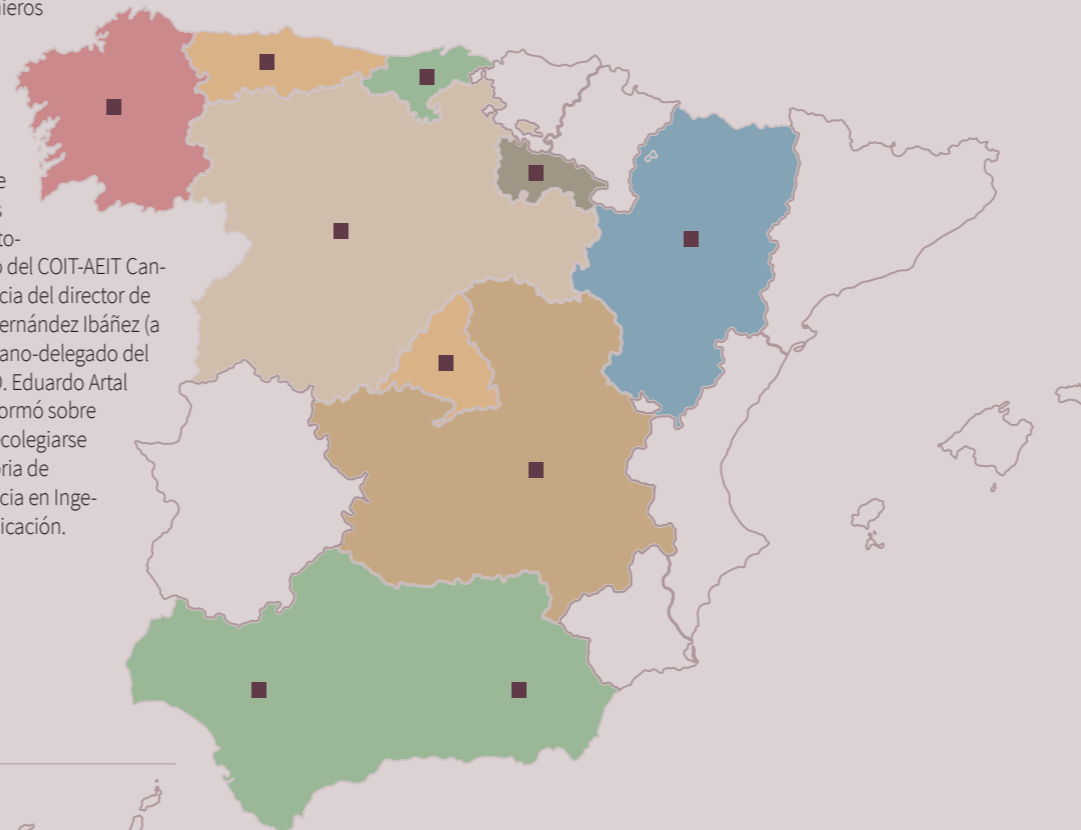 nieros
e
s
to-
o del COIT-AEIT Can-
cia del director de
ernández Ibáñez (a
ano-delegado del
. Eduardo Artal
ormó sobre
colegiarse
ria de
cia en Inge-
icación.